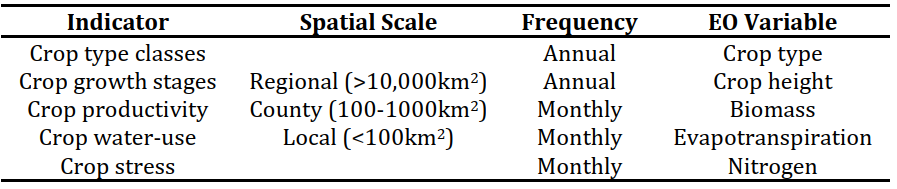 Indicator Spatial Scale Frequency EO Variable
Crop type classes Annual Crop type
Crop growth stages Regional (>10,000km²) Annual Crop height
Crop productivity County (100-1000km²) Monthly Biomass
Crop water-use Local (<100km²) Monthly Evapotranspiration
Crop stress Monthly Nitrogen